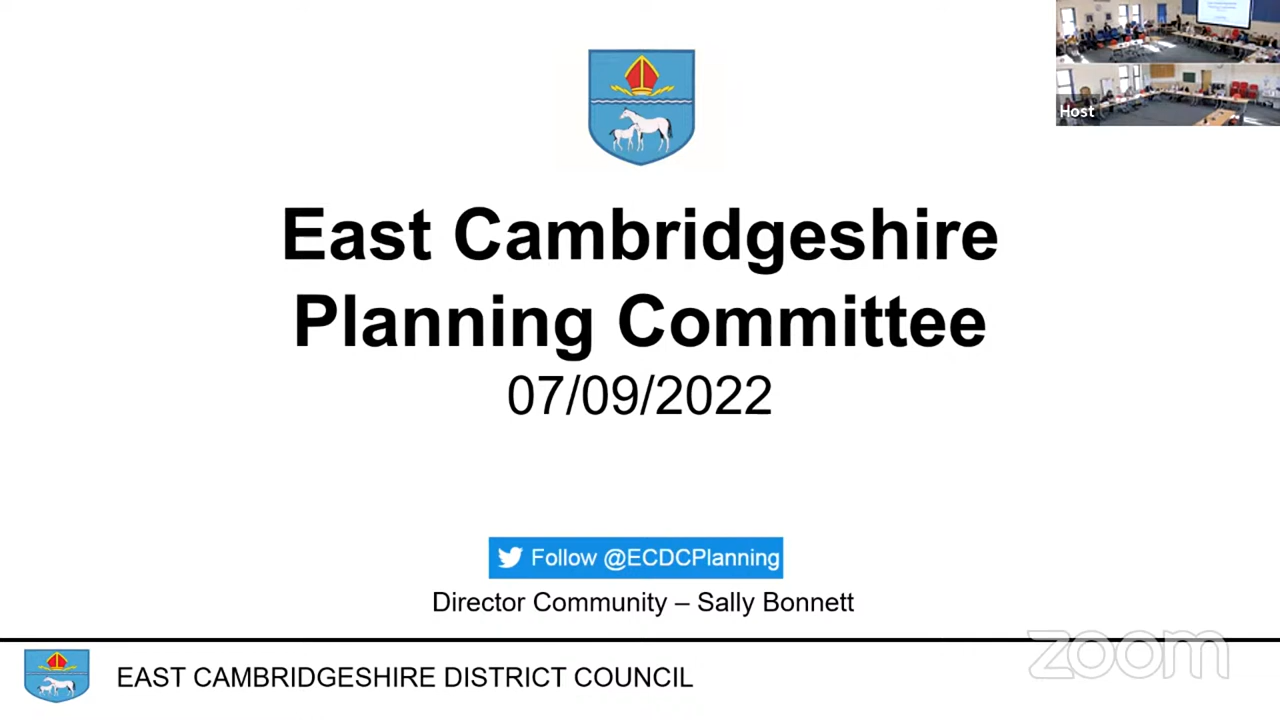 Host
East Cambridgeshire
Planning Committee
07/09/2022
Follow @ECDCPlanning
Director Community – Sally Bonnett
zoom
EAST CAMBRIDGESHIRE DISTRICT COUNCIL